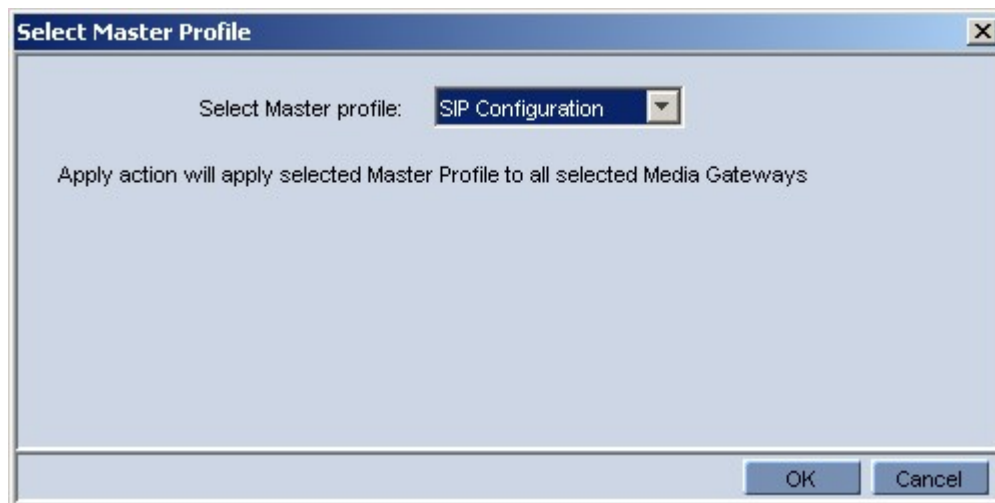 Select Master Profile
Select Master profile: SIP Configuration
Apply action will apply selected Master Profile to all selected Media Gateways
OK Cancel